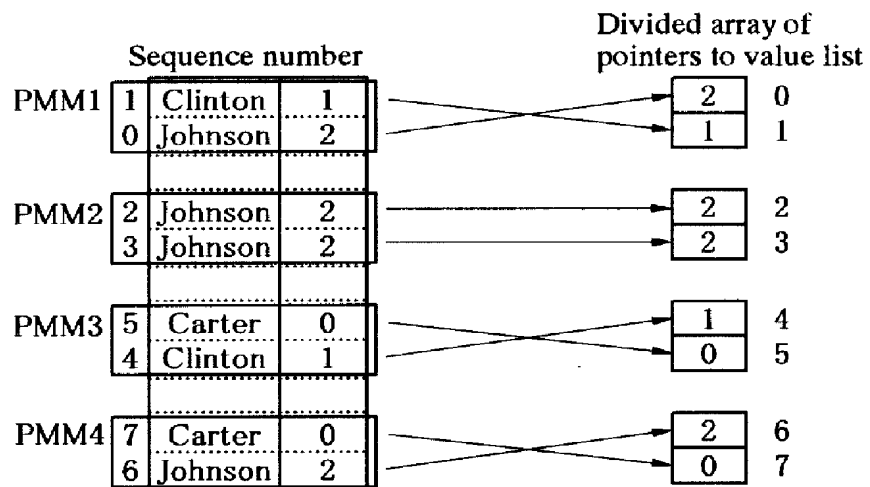 Divided array of
Sequence number pointers to value list
PMM1 1 Clinton 1 2 0
0 Johnson 2 1 1
PMM2 2 Johnson 2 2 2
3 Johnson 2 2 3
PMM3 5 Carter 0 1 4
4 Clinton 1 0 5
PMM4 7 Carter 0 2 6
6 Johnson 2 0 7